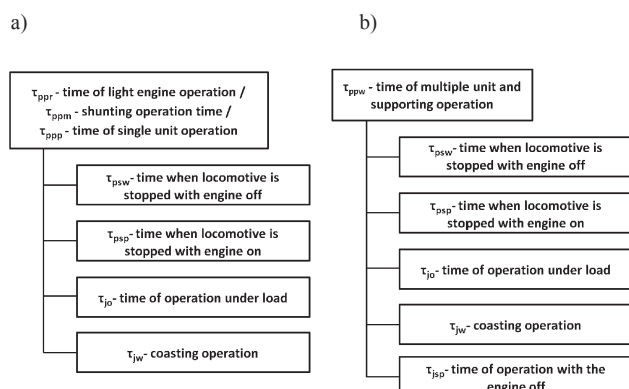 a)
τppr - time of light engine operation /
τppm - shunting operation time /
τppp - time of single unit operation
τpsw- time when locomotive is
stopped with engine off
τpsp- time when locomotive is
stopped with engine on
τjo- time of operation under load
τjw- coasting operation
b)
τppw - time of multiple unit and
supporting operation
τpsw- time when locomotive is
stopped with engine off
τpsp- time when locomotive is
stopped with engine on
τjo- time of operation under load
τjw- coasting operation
τjsp- time of operation with the
engine off